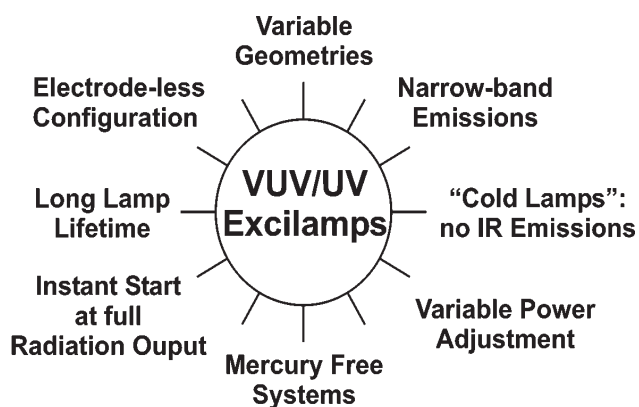 Variable
Geometries
Electrode-less
Configuration
Narrow-band
Emissions
VUV/UV
Excilamps
Long Lamp
Lifetime
“Cold Lamps”:
no IR Emissions
Instant Start
at full
Radiation Ouput
Variable Power
Adjustment
Mercury Free
Systems